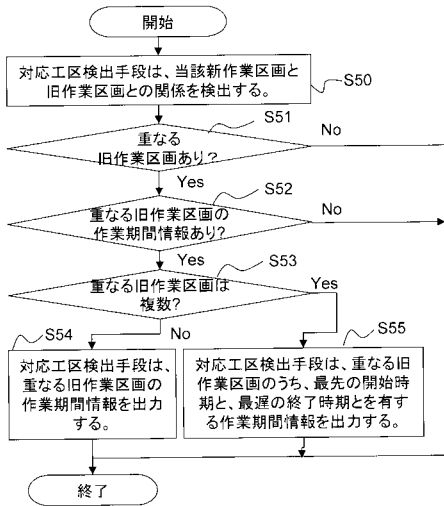 開始
対応工区検出手段は、当該新作業区画と
旧作業区画との関係を検出する。
S50
S51
重なる
旧作業区画あり?
No
Yes
S52
重なる旧作業区画の
作業期間情報あり?
No
Yes
S53
重なる旧作業区画は
複数?
Yes
No
S54
対応工区検出手段は、
重なる旧作業区画の
作業期間情報を出力
する。
S55
対応工区検出手段は、重なる旧
作業区画のうち、最先の開始時
期と、最遅の終了時期とを有す
る作業期間情報を出力する。
終了